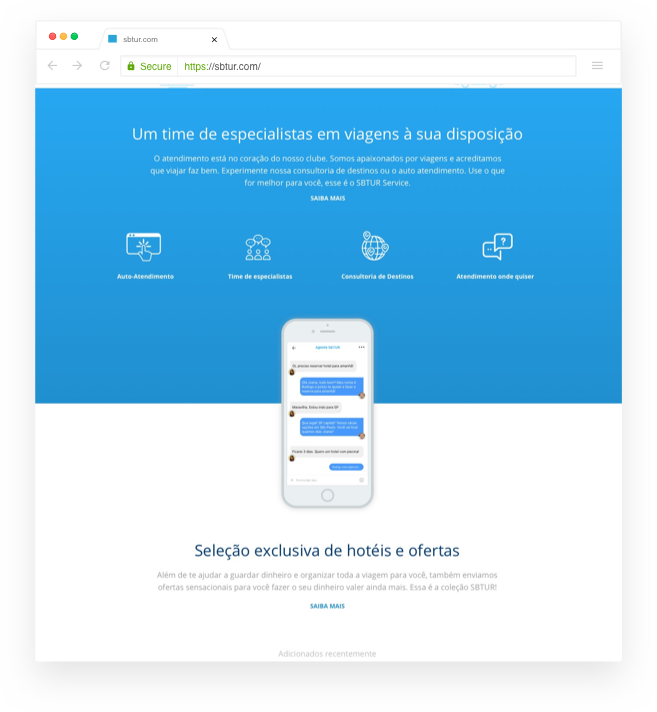 sbtur.com
Secure
https://sbtur.com/
Um time de especialistas em viagens à sua disposição
O atendimento está no coração do nosso clube. Somos apaixonados por viagens e acreditamos
que viajar faz bem. Experimente nossa consultoria de destinos ou o auto atendimento. Use o que
for melhor para você, esse é o SBTUR Service.
SAIBA MAIS
Auto-Atendimento
Time de especialistas
Consultoria de Destinos
Atendimento onde quiser
Agente SBTUR
Oi, preciso reservar hotel para amanhã!
Maravilha. Estou indo para SP
Ficarei 3 dias. Quero um hotel com piscina!
Seleção exclusiva de hotéis e ofertas
Além de te ajudar a guardar dinheiro e organizar toda a viagem para você, também enviamos
ofertas sensacionais para você fazer o seu dinheiro valer ainda mais. Essa é a coleção SBTUR!
SAIBA MAIS
Adicionados recentemente